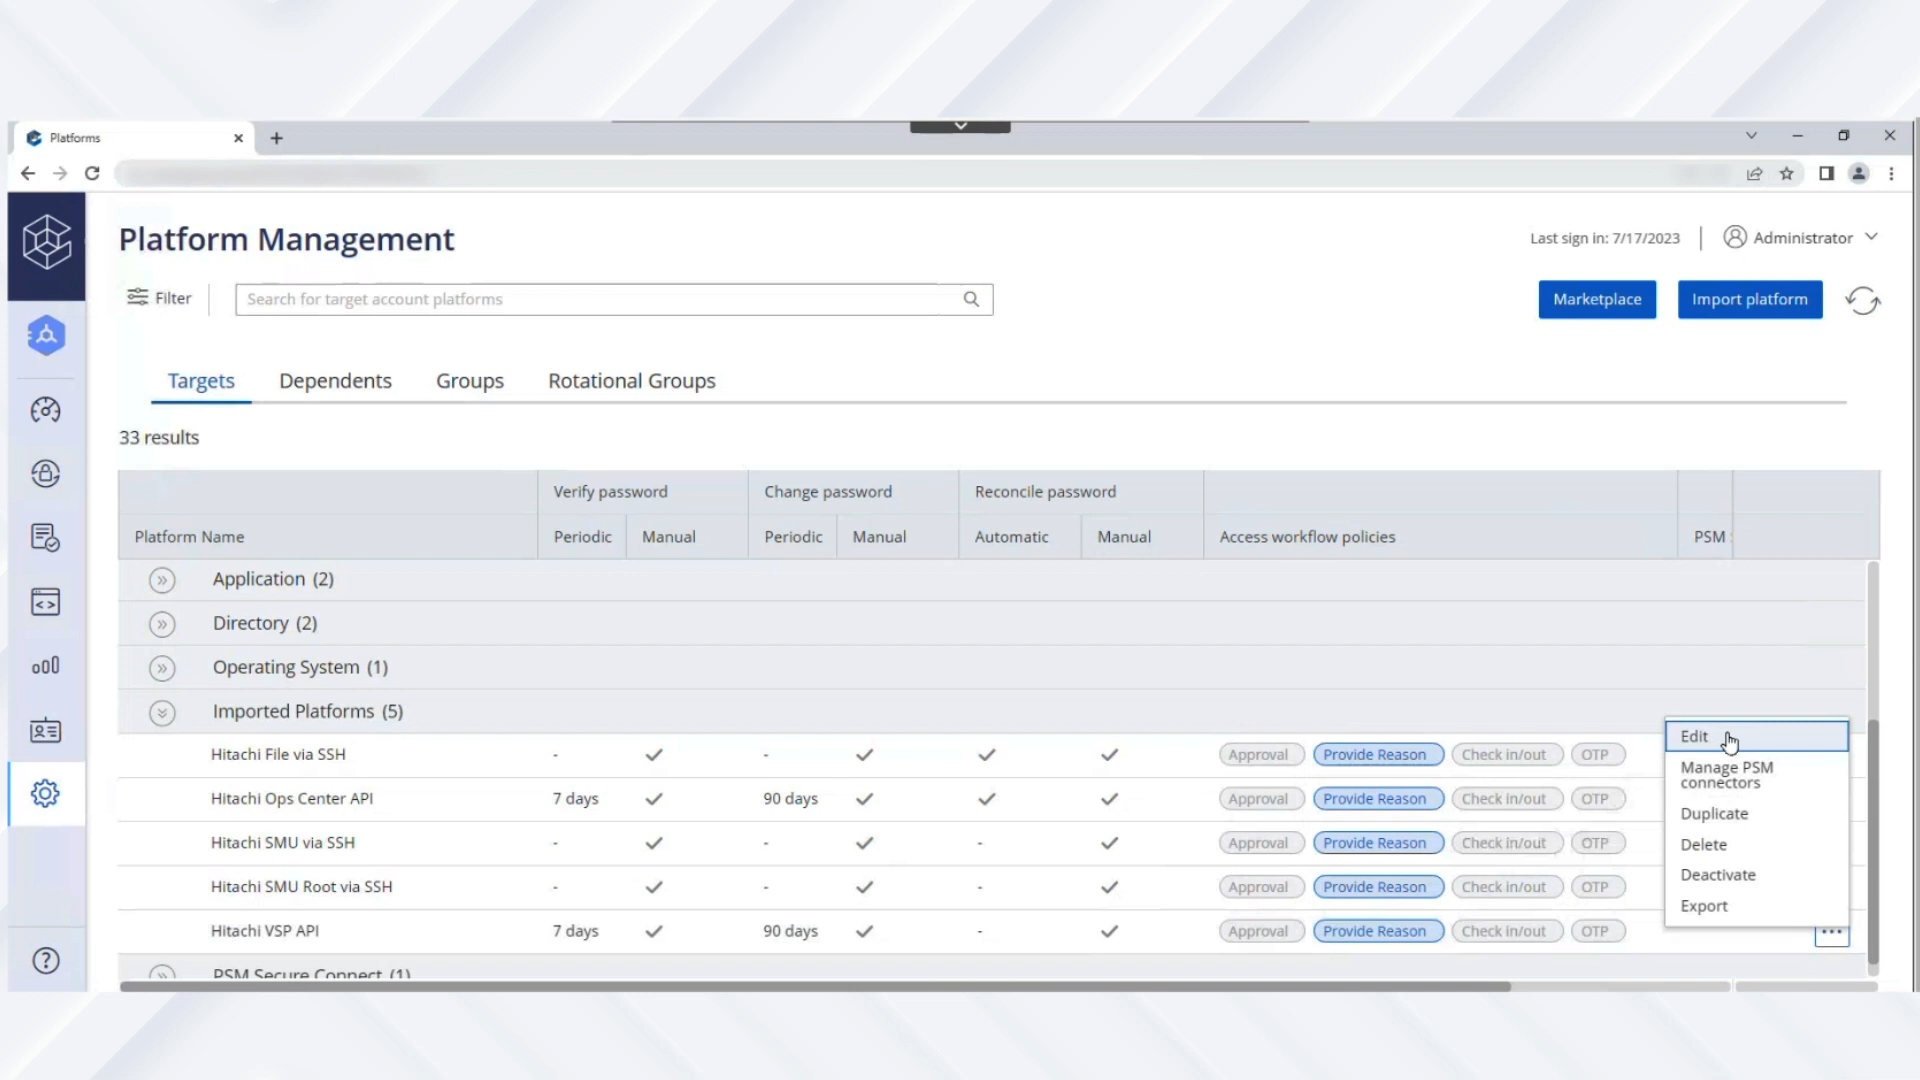 Platforms
Platform Management
Last sign in: 7/17/2023
Administrator
Filter
Search for target account platforms
Marketplace
Import platform
Targets
Dependents
Groups
Rotational Groups
33 results
Verify password
Change password
Reconcile password
Platform Name
Periodic
Manual
Periodic
Manual
Automatic
Manual
Access workflow policies
PSM
Application (2)
Directory (2)
Operating System (1)
Imported Platforms (5)
Hitachi File via SSH - - Approval Provide Reason Check in/out OTP
Hitachi Ops Center API 7 days 90 days Approval Provide Reason Check in/out OTP
Hitachi SMU via SSH - - - Approval Provide Reason Check in/out OTP
Hitachi SMU Root via SSH - - - Approval Provide Reason Check in/out OTP
Hitachi VSP API 7 days 90 days - Approval Provide Reason Check in/out OTP
PSM Secure Connect (1)
Edit
Manage PSM
connectors
Duplicate
Delete
Deactivate
Export